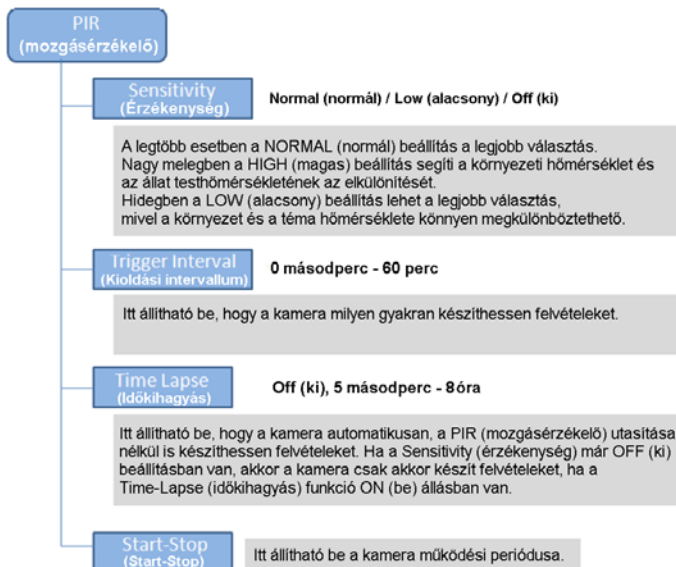 PIR
(mozgásérzékelő)
Sensitivity
(Érzékenység)
Normal (normál) / Low (alacsony) / Off (ki)
A legtöbb esetben a NORMAL (normál) beállítás a legjobb választás.
Nagy melegben a HIGH (magas) beállítás segíti a környezeti hőmérséklet és
az állat testhőmérsékletének az elkülönítését.
Hidegben a LOW (alacsony) beállítás lehet a legjobb választás,
mivel a környezet és a téma hőmérséklete könnyen megkülönböztethető.
Trigger Interval
(Kioldási intervallum)
0 másodperc - 60 perc
Itt állítható be, hogy a kamera milyen gyakran készíthessen felvételeket.
Time Lapse
(Időkihagyás)
Off (ki), 5 másodperc - 8 óra
Itt állítható be, hogy a kamera automatikusan, a PIR (mozgásérzékelő) utasítása
nélkül is készíthessen felvételeket. Ha a Sensitivity (érzékenység) már OFF (ki)
beállításban van, akkor a kamera csak akkor készít felvételeket, ha a
Time-Lapse (időkihagyás) funkció ON (be) állásban van.
Start-Stop
(Start-Stop)
Itt állítható be a kamera működési periódusa.